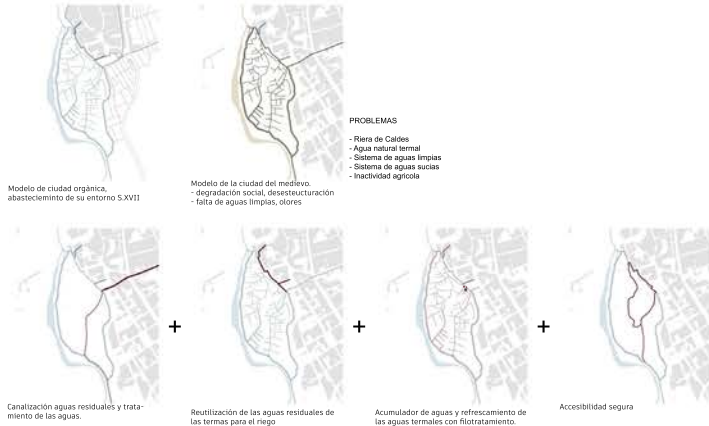 PROBLEMAS
- Riera de Caldes
- Agua natural termal
- Sistema de aguas limpias
- Sistema de aguas sucias
- Inactividad agricola
Modelo de ciudad orgánica,
abasteciemiento de su entorno S.XVII
Modelo de la ciudad del medievo.
- degradación social, desesteucturación
- falta de aguas limpias, olores
+
+
+
Canalización aguas residuales y trata-
miento de las aguas.
Reutilización de las aguas residuales de
las termas para el riego
Acumulador de aguas y refrescamiento de
las aguas termales con filotratamiento.
Accesibilidad segura